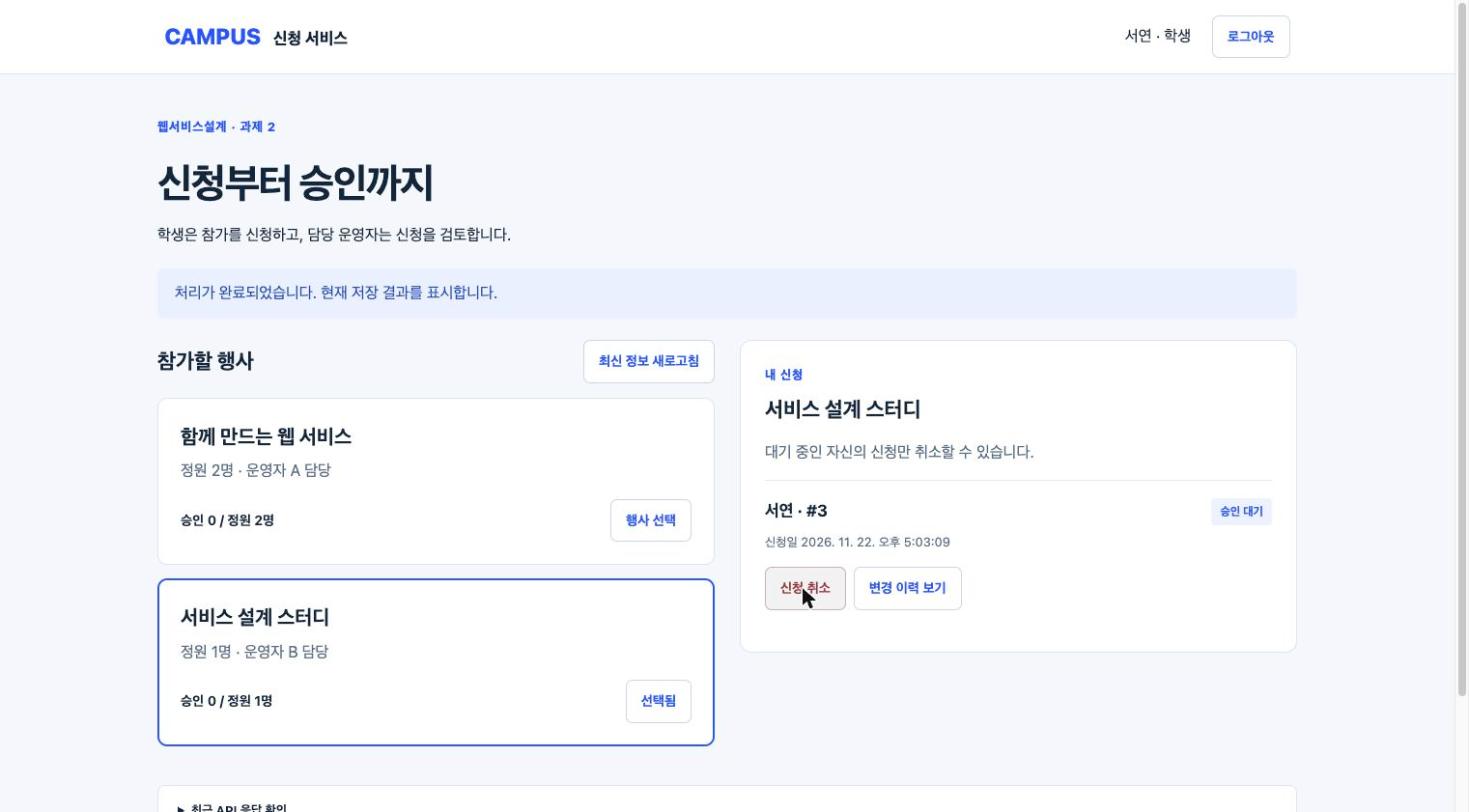 CAMPUS 신청 서비스
서연 · 학생
로그아웃
웹서비스설계 · 과제 2
신청부터 승인까지
학생은 참가를 신청하고, 담당 운영자는 신청을 검토합니다.
처리가 완료되었습니다. 현재 저장 결과를 표시합니다.
참가할 행사
최신 정보 새로고침
함께 만드는 웹 서비스
정원 2명 · 운영자 A 담당
승인 0 / 정원 2명
행사 선택
서비스 설계 스터디
정원 1명 · 운영자 B 담당
승인 0 / 정원 1명
선택됨
내 신청
서비스 설계 스터디
대기 중인 자신의 신청만 취소할 수 있습니다.
서연 · #3
승인 대기
신청일 2026. 11. 22. 오후 5:03:09
신청 취소
변경 이력 보기
▶ 최근 API 응답 확인